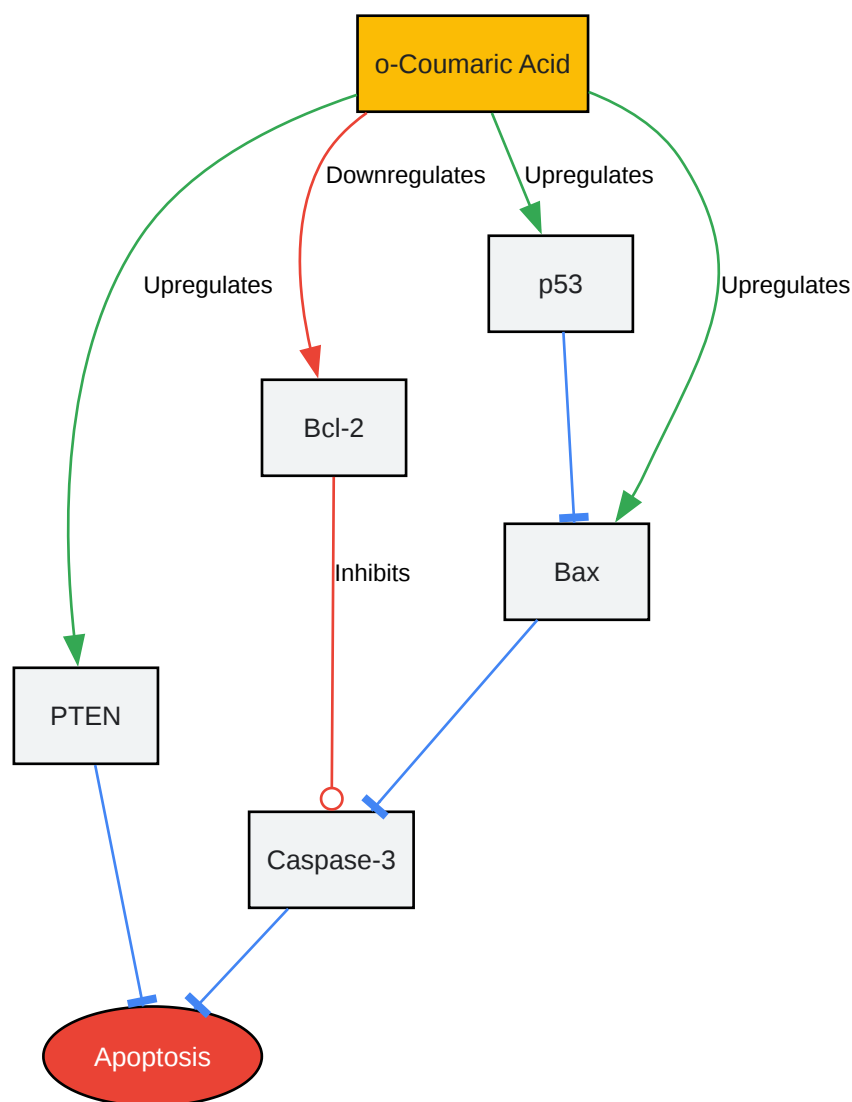 o-Coumaric Acid
Downregulates
Upregulates
Upregulates
p53
Upregulates
Bcl-2
Inhibits
Bax
PTEN
Caspase-3
Apoptosis